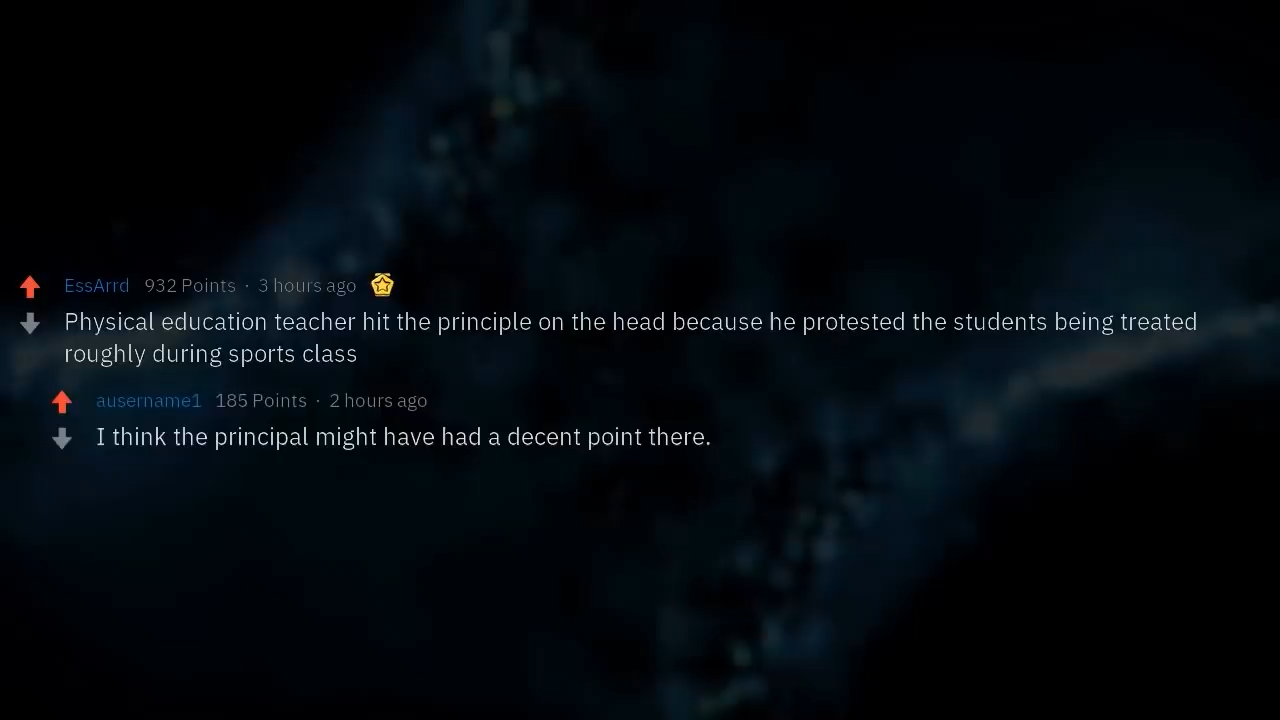 EssArrd 932 Points · 3 hours ago
Physical education teacher hit the principle on the head because he protested the students being treated
roughly during sports class
ausername1 185 Points · 2 hours ago
I think the principal might have had a decent point there.